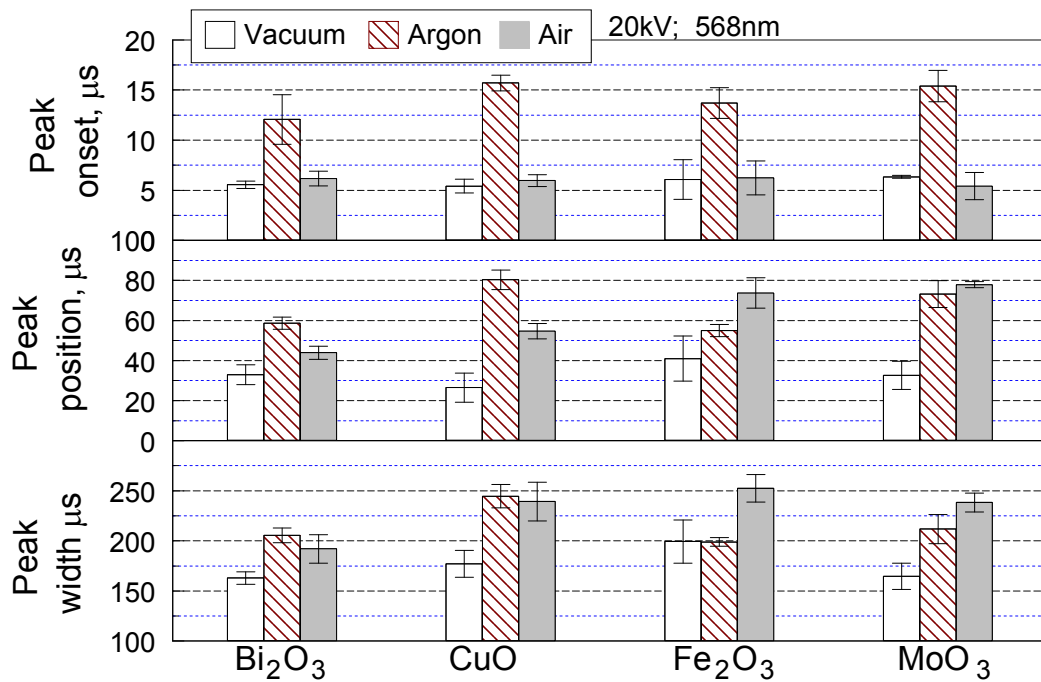 Vacuum Argon Air 20kV; 568nm
Peak
onset, μs
20
15
10
5
0
Peak
position, μs
100
80
60
40
20
0
Peak
width μs
250
200
150
100
Bi₂O₃ CuO Fe₂O₃ MoO₃